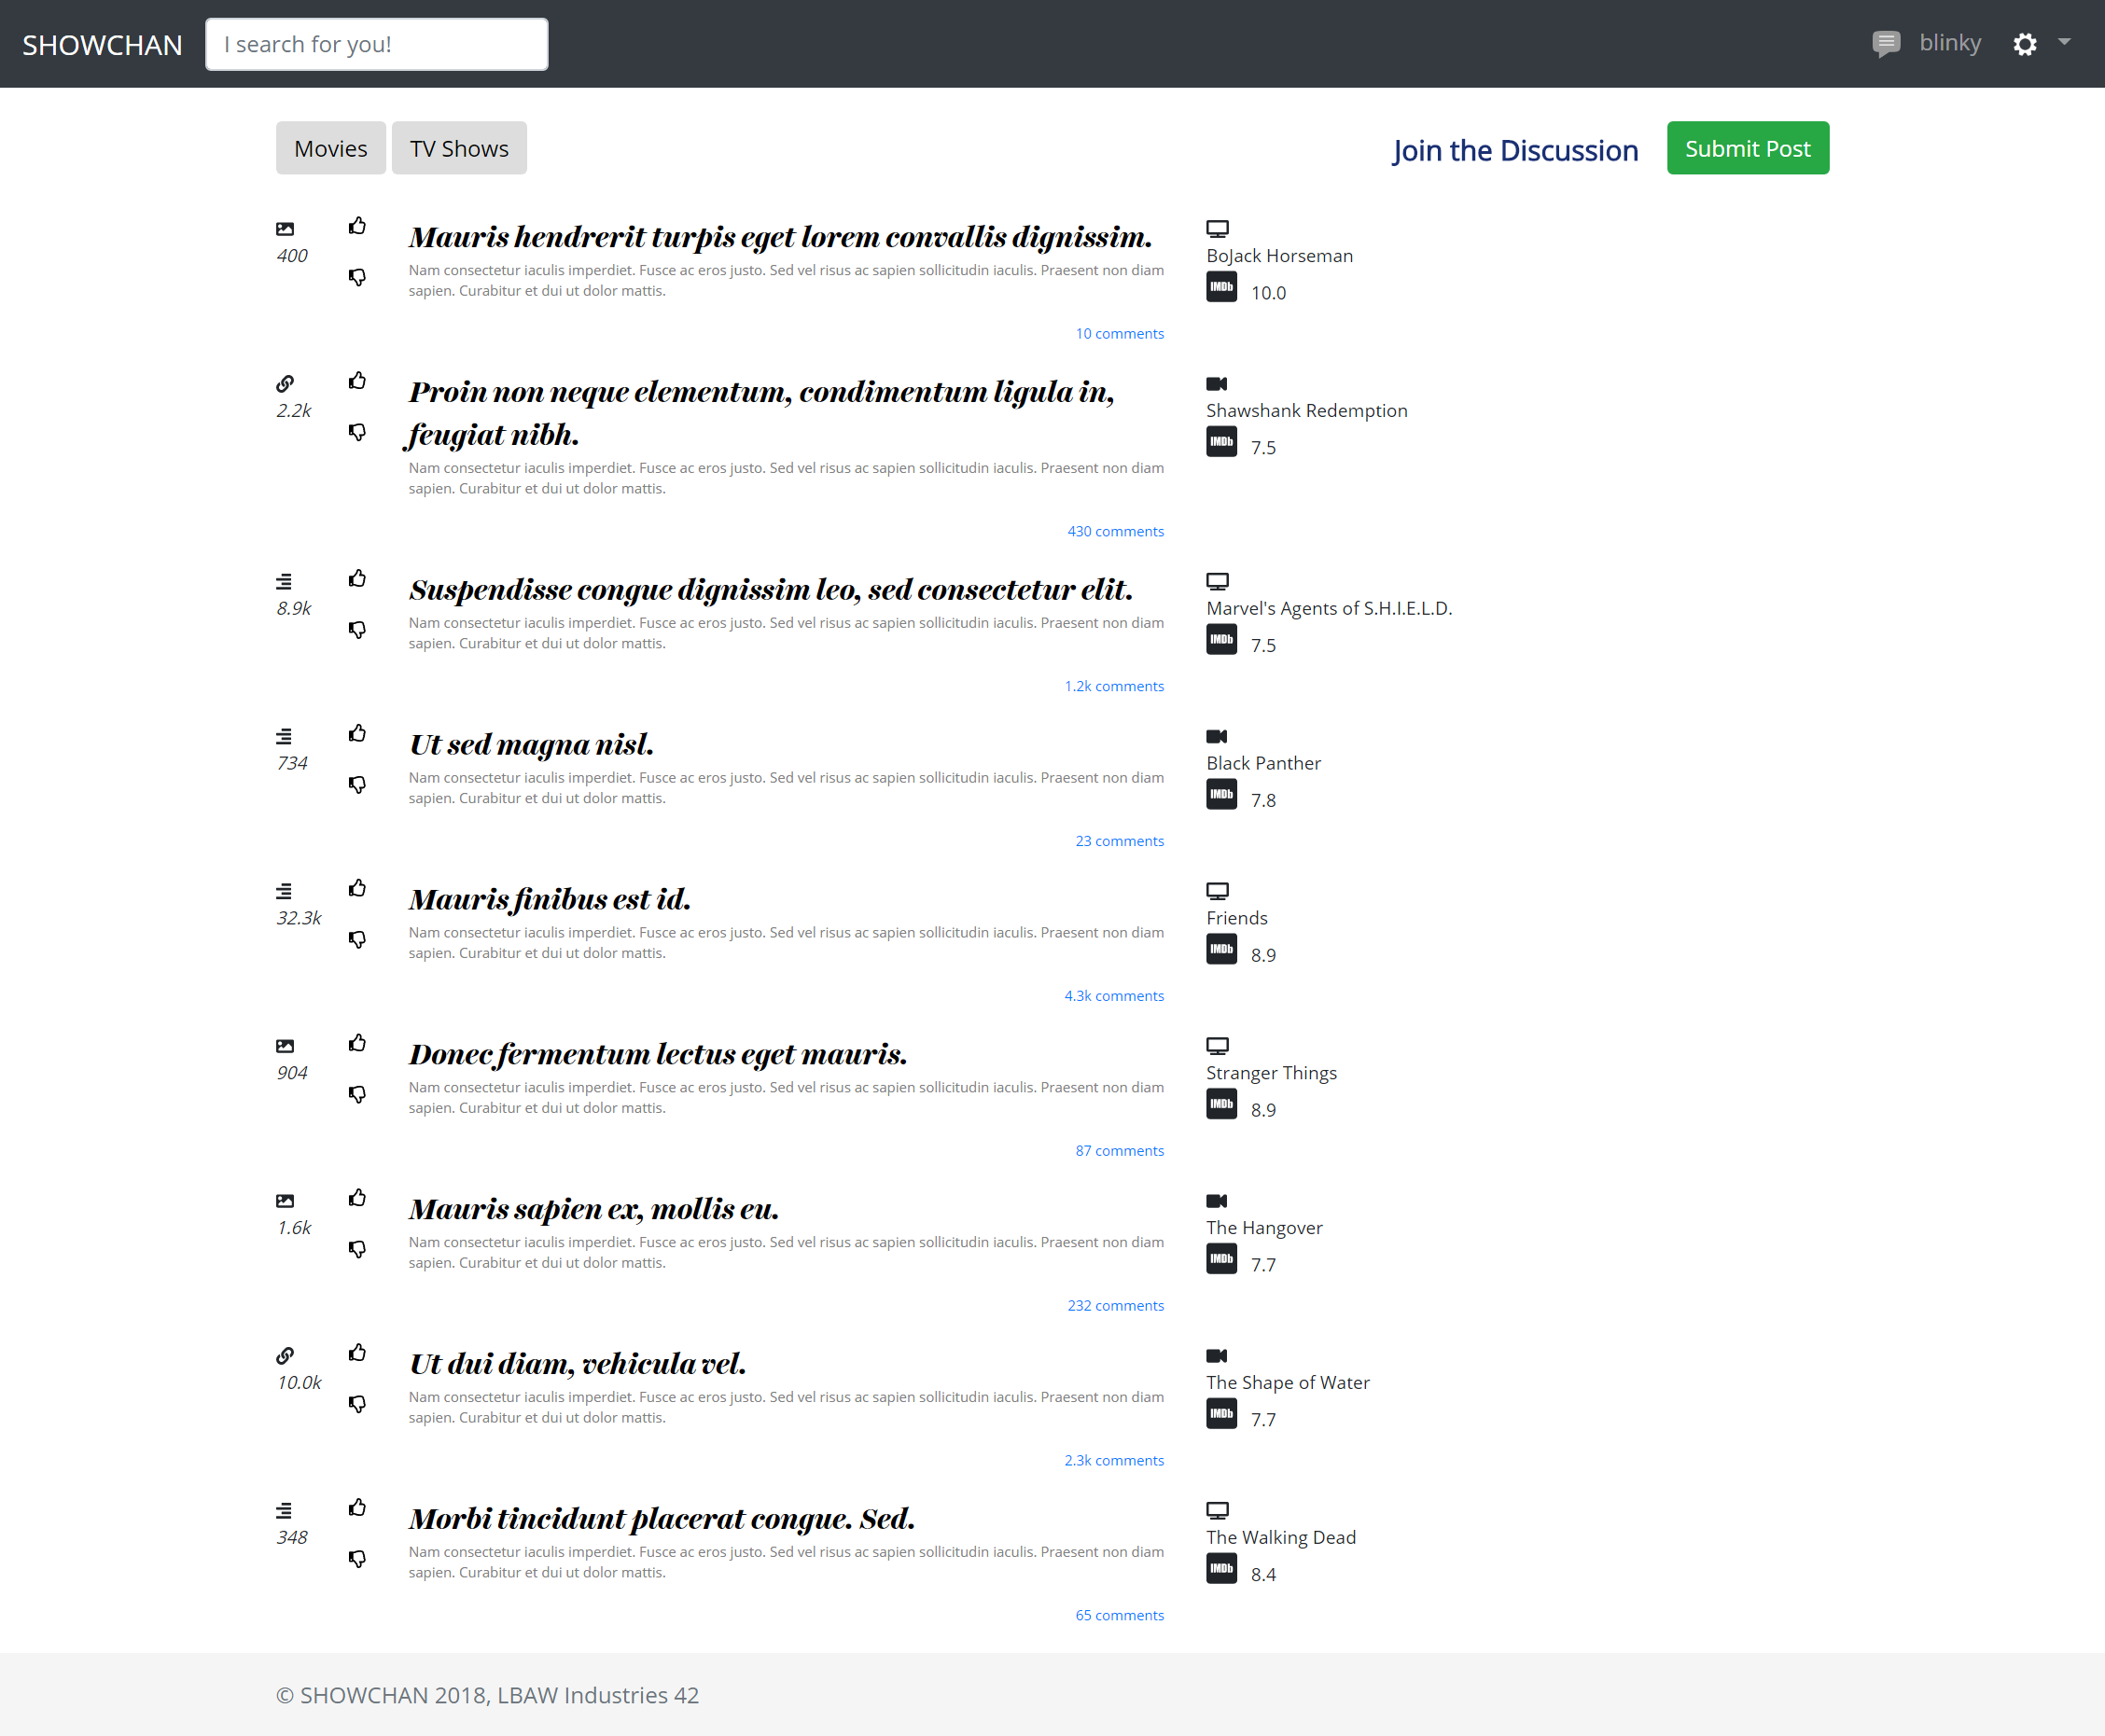 SHOWCHAN
I search for you!
blinky
Movies
TV Shows
Join the Discussion
Submit Post
400
Mauris hendrerit turpis eget lorem convallis dignissim.
Nam consectetur iaculis imperdiet. Fusce ac eros justo. Sed vel risus ac sapien sollicitudin iaculis. Praesent non diam
sapien. Curabitur et dui ut dolor mattis.
10 comments
BoJack Horseman
IMDb 10.0
2.2k
Proin non neque elementum, condimentum ligula in,
feugiat nibh.
Nam consectetur iaculis imperdiet. Fusce ac eros justo. Sed vel risus ac sapien sollicitudin iaculis. Praesent non diam
sapien. Curabitur et dui ut dolor mattis.
430 comments
Shawshank Redemption
IMDb 7.5
8.9k
Suspendisse congue dignissim leo, sed consectetur elit.
Nam consectetur iaculis imperdiet. Fusce ac eros justo. Sed vel risus ac sapien sollicitudin iaculis. Praesent non diam
sapien. Curabitur et dui ut dolor mattis.
1.2k comments
Marvel's Agents of S.H.I.E.L.D.
IMDb 7.5
734
Ut sed magna nisl.
Nam consectetur iaculis imperdiet. Fusce ac eros justo. Sed vel risus ac sapien sollicitudin iaculis. Praesent non diam
sapien. Curabitur et dui ut dolor mattis.
23 comments
Black Panther
IMDb 7.8
32.3k
Mauris finibus est id.
Nam consectetur iaculis imperdiet. Fusce ac eros justo. Sed vel risus ac sapien sollicitudin iaculis. Praesent non diam
sapien. Curabitur et dui ut dolor mattis.
4.3k comments
Friends
IMDb 8.9
904
Donec fermentum lectus eget mauris.
Nam consectetur iaculis imperdiet. Fusce ac eros justo. Sed vel risus ac sapien sollicitudin iaculis. Praesent non diam
sapien. Curabitur et dui ut dolor mattis.
87 comments
Stranger Things
IMDb 8.9
1.6k
Mauris sapien ex, mollis eu.
Nam consectetur iaculis imperdiet. Fusce ac eros justo. Sed vel risus ac sapien sollicitudin iaculis. Praesent non diam
sapien. Curabitur et dui ut dolor mattis.
232 comments
The Hangover
IMDb 7.7
10.0k
Ut dui diam, vehicula vel.
Nam consectetur iaculis imperdiet. Fusce ac eros justo. Sed vel risus ac sapien sollicitudin iaculis. Praesent non diam
sapien. Curabitur et dui ut dolor mattis.
2.3k comments
The Shape of Water
IMDb 7.7
348
Morbi tincidunt placerat congue. Sed.
Nam consectetur iaculis imperdiet. Fusce ac eros justo. Sed vel risus ac sapien sollicitudin iaculis. Praesent non diam
sapien. Curabitur et dui ut dolor mattis.
65 comments
The Walking Dead
IMDb 8.4
© SHOWCHAN 2018, LBAW Industries 42